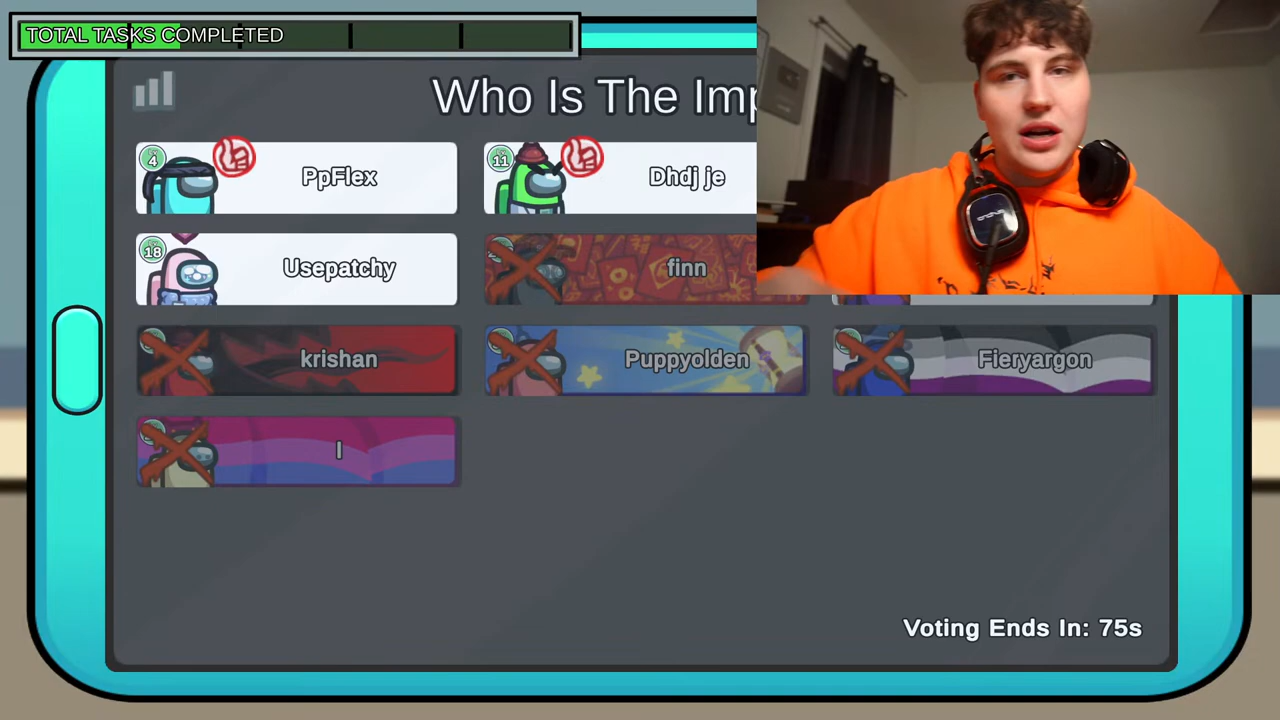 TOTAL TASKS COMPLETED
Who Is The Imp
4
PpFlex
11
Dhdj je
18
Usepatchy
finn
krishan
Puppyolden
Fieryargon
I
Voting Ends In: 75s